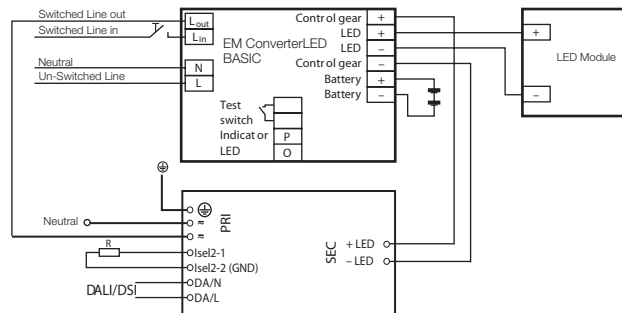 Switched Line out
Switched Line in
Neutral
Un-Switched Line
Lout
Lin
N
L
EM ConverterLED
BASIC
Test
switch
Indicator
LED
P
O
Control gear +
LED +
LED –
Control gear –
Battery +
Battery –
+
–
LED Module
Neutral
R
DALI/DSI
PRI
≂
≂
Isel2-1
Isel2-2 (GND)
DA/N
DA/L
SEC
+ LED
– LED